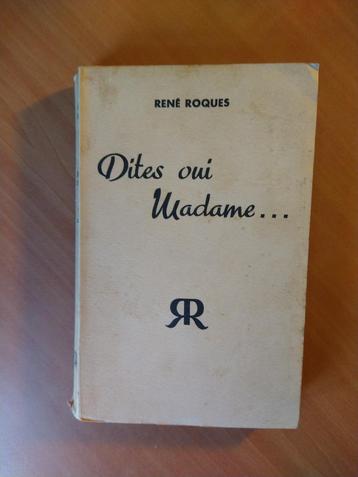 RENÉ ROQUES
Dites oui
Madame...
RR